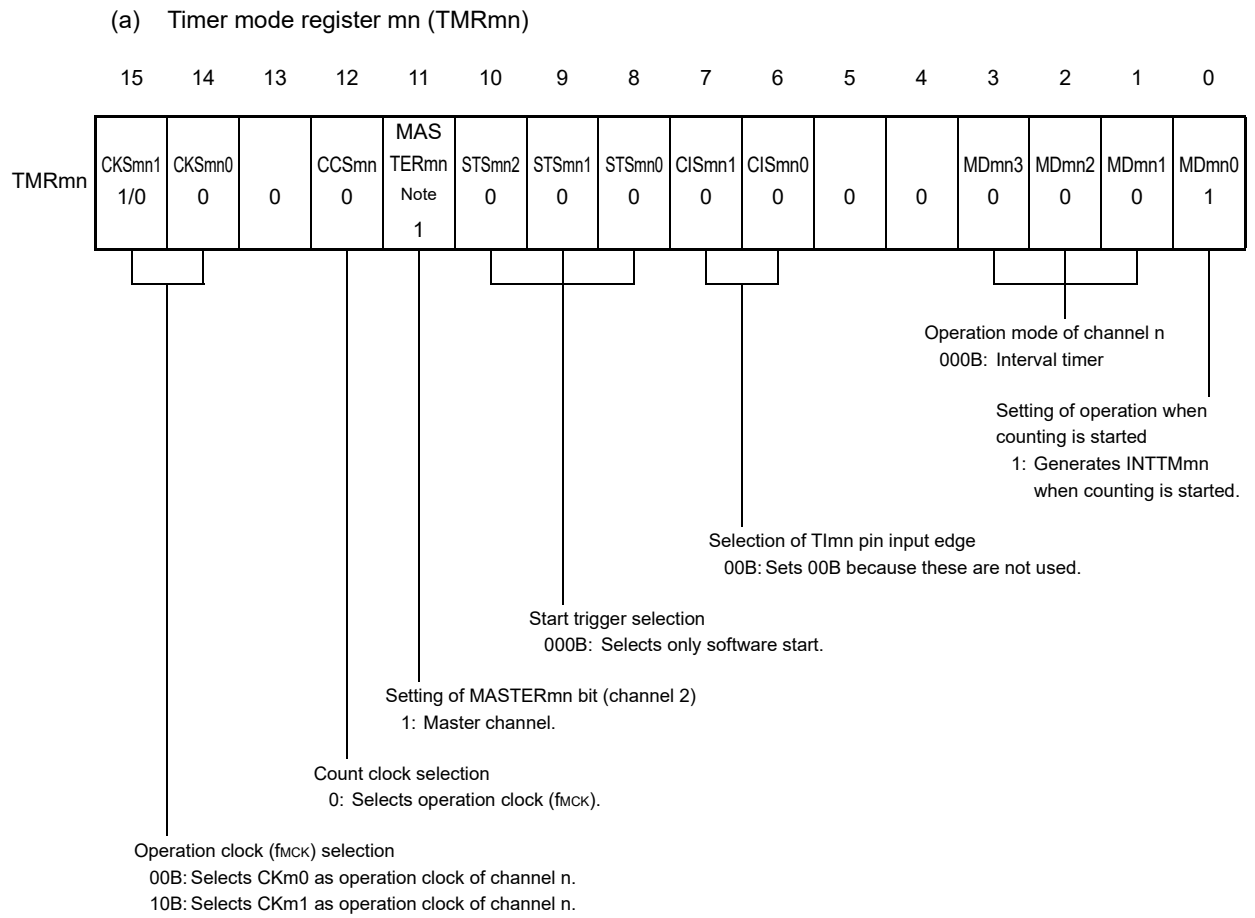 (a) Timer mode register mn (TMRmn)
15 14 13 12 11 10 9 8 7 6 5 4 3 2 1 0
TMRmn CKSmn1 1/0 CKSmn0 0 0 CCSmn 0 MAS TERmn Note 1 STSmn2 0 STSmn1 0 STSmn0 0 CISmn1 0 CISmn0 0 0 0 MDmn3 0 MDmn2 0 MDmn1 0 MDmn0 1
Operation mode of channel n
000B: Interval timer
Setting of operation when
counting is started
1: Generates INTTMmn
when counting is started.
Selection of TImn pin input edge
00B: Sets 00B because these are not used.
Start trigger selection
000B: Selects only software start.
Setting of MASTERmn bit (channel 2)
1: Master channel.
Count clock selection
0: Selects operation clock (fMCK).
Operation clock (fMCK) selection
00B: Selects CKm0 as operation clock of channel n.
10B: Selects CKm1 as operation clock of channel n.